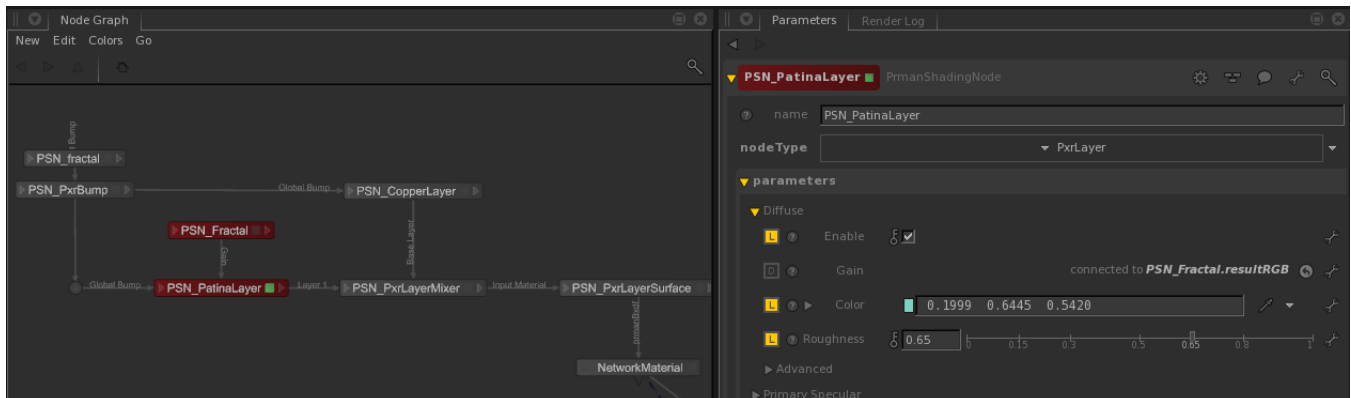 Node Graph
New Edit Colors Go
t Bump
PSN_fractal
PSN_PxrBump
Global Bump
PSN_CopperLayer
PSN_Fractal
Gain
Base Layer
Global Bump
PSN_PatinaLayer
Layer 1
PSN_PxrLayerMixer
Input Material
PSN_PxrLayerSurface
prmanBxdf
NetworkMaterial
Parameters Render Log
PSN_PatinaLayer PrmanShadingNode
name PSN_PatinaLayer
nodeType PxrLayer
parameters
Diffuse
L Enable
D Gain connected to PSN_Fractal.resultRGB
L Color 0.1999 0.6445 0.5420
L Roughness 0.65 0 0.15 0.3 0.5 0.65 0.8 1
Advanced
Primary Specular